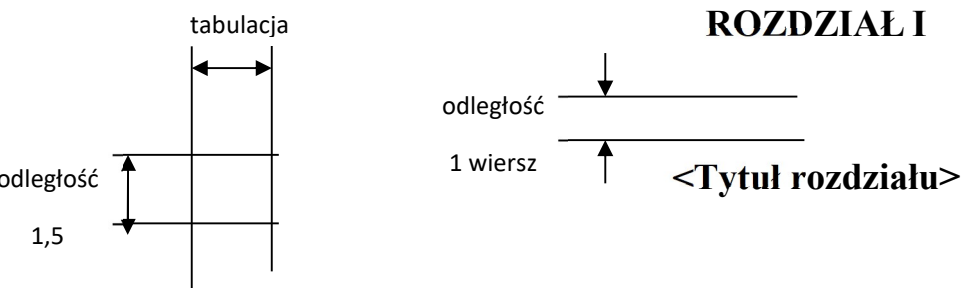 tabulacja
ROZDZIAŁ I
odległość
1 wiersz
<Tytuł rozdziału>
odległość
1,5